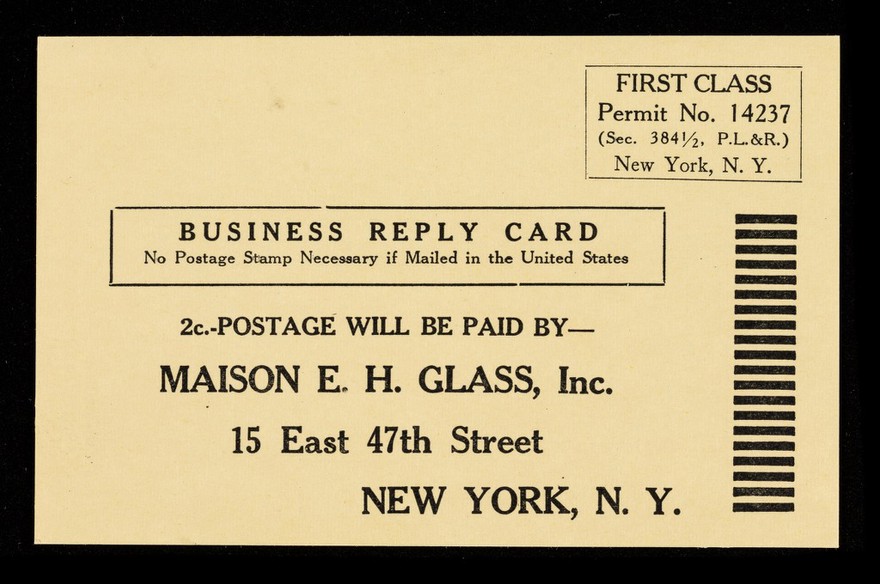 FIRST CLASS
Permit No. 14237
(Sec. 384½, P.L.&R.)
New York, N. Y.
BUSINESS REPLY CARD
No Postage Stamp Necessary if Mailed in the United States
2c.-POSTAGE WILL BE PAID BY—
MAISON E. H. GLASS, Inc.
15 East 47th Street
NEW YORK, N. Y.